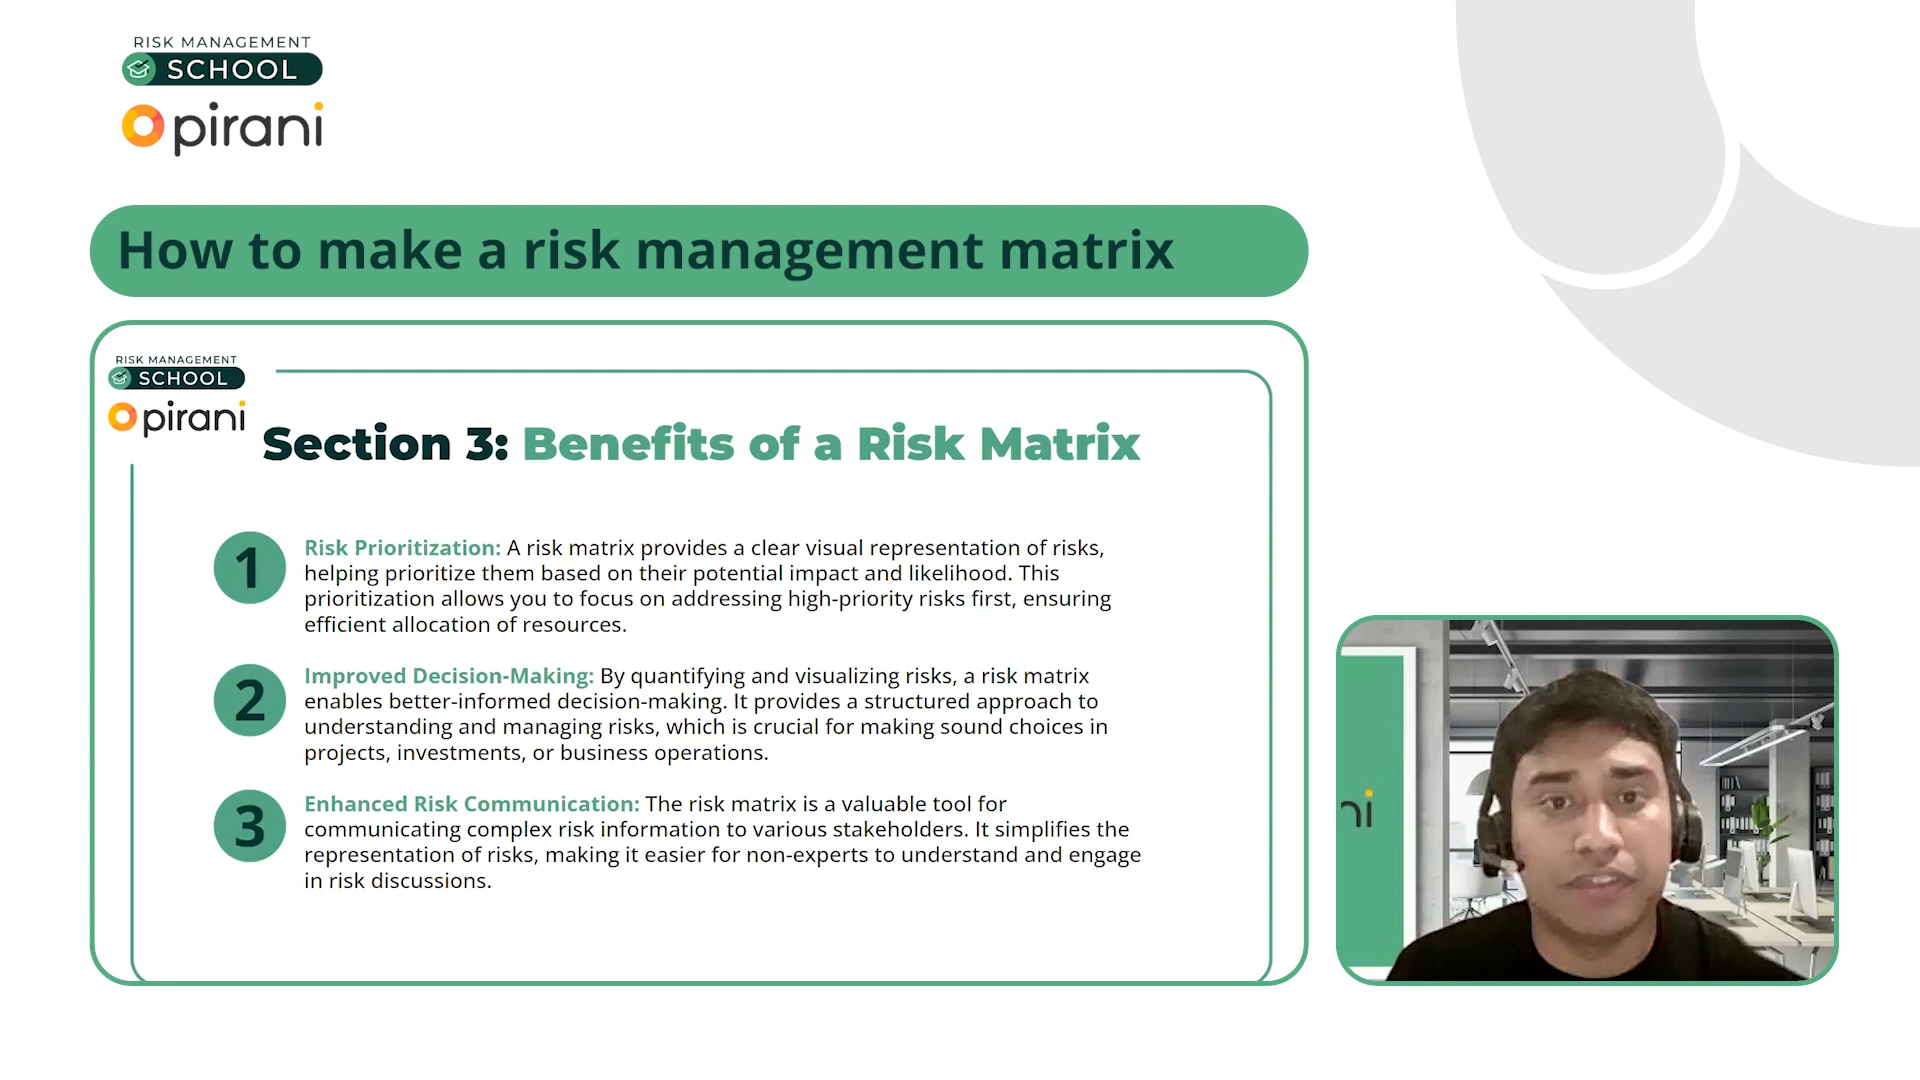 RISK MANAGEMENT
SCHOOL
pirani
How to make a risk management matrix
RISK MANAGEMENT
SCHOOL
pirani
Section 3: Benefits of a Risk Matrix
1
Risk Prioritization: A risk matrix provides a clear visual representation of risks,
helping prioritize them based on their potential impact and likelihood. This
prioritization allows you to focus on addressing high-priority risks first, ensuring
efficient allocation of resources.
2
Improved Decision-Making: By quantifying and visualizing risks, a risk matrix
enables better-informed decision-making. It provides a structured approach to
understanding and managing risks, which is crucial for making sound choices in
projects, investments, or business operations.
3
Enhanced Risk Communication: The risk matrix is a valuable tool for
communicating complex risk information to various stakeholders. It simplifies the
representation of risks, making it easier for non-experts to understand and engage
in risk discussions.
ni